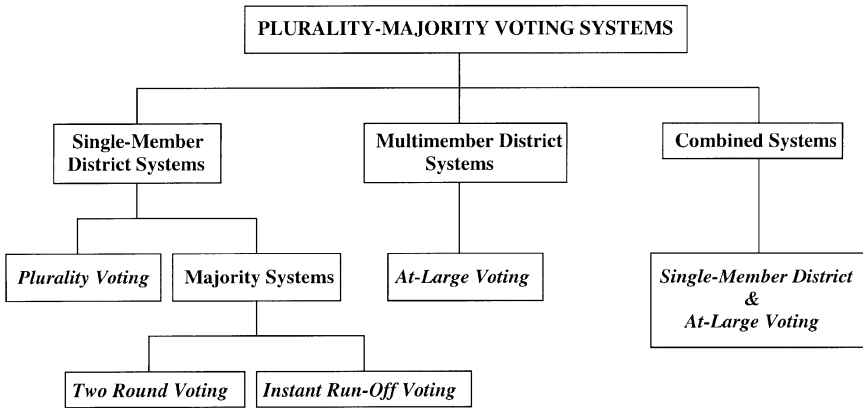 PLURALITY-MAJORITY VOTING SYSTEMS
Single-Member
District Systems
Multimember District
Systems
Combined Systems
Plurality Voting
Majority Systems
At-Large Voting
Single-Member District
&
At-Large Voting
Two Round Voting
Instant Run-Off Voting